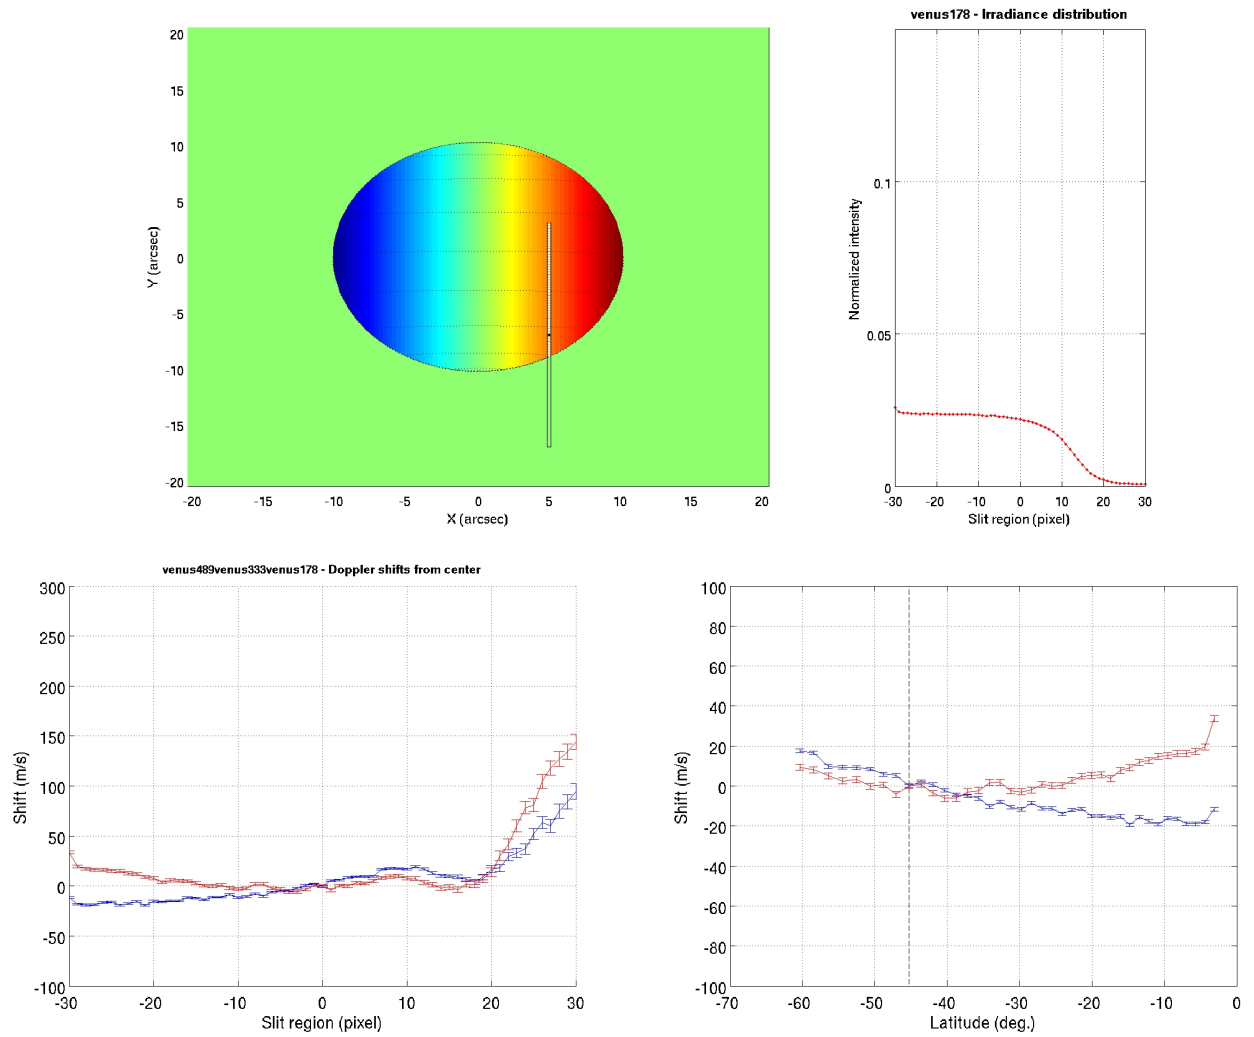 venus178 - Irradiance distribution
20
15
10
5
0
-5
-10
-15
-20
Y (arcsec)
-20 -15 -10 -5 0 5 10 15 20
X (arcsec)
0.1
0.05
0
Normalized intensity
-30 -20 -10 0 10 20 30
Slit region (pixel)
venus489venus333venus178 - Doppler shifts from center
300
250
200
150
100
50
0
-50
-100
Shift (m/s)
-30 -20 -10 0 10 20 30
Slit region (pixel)
100
80
60
40
20
0
-20
-40
-60
-80
-100
Shift (m/s)
-70 -60 -50 -40 -30 -20 -10 0
Latitude (deg.)